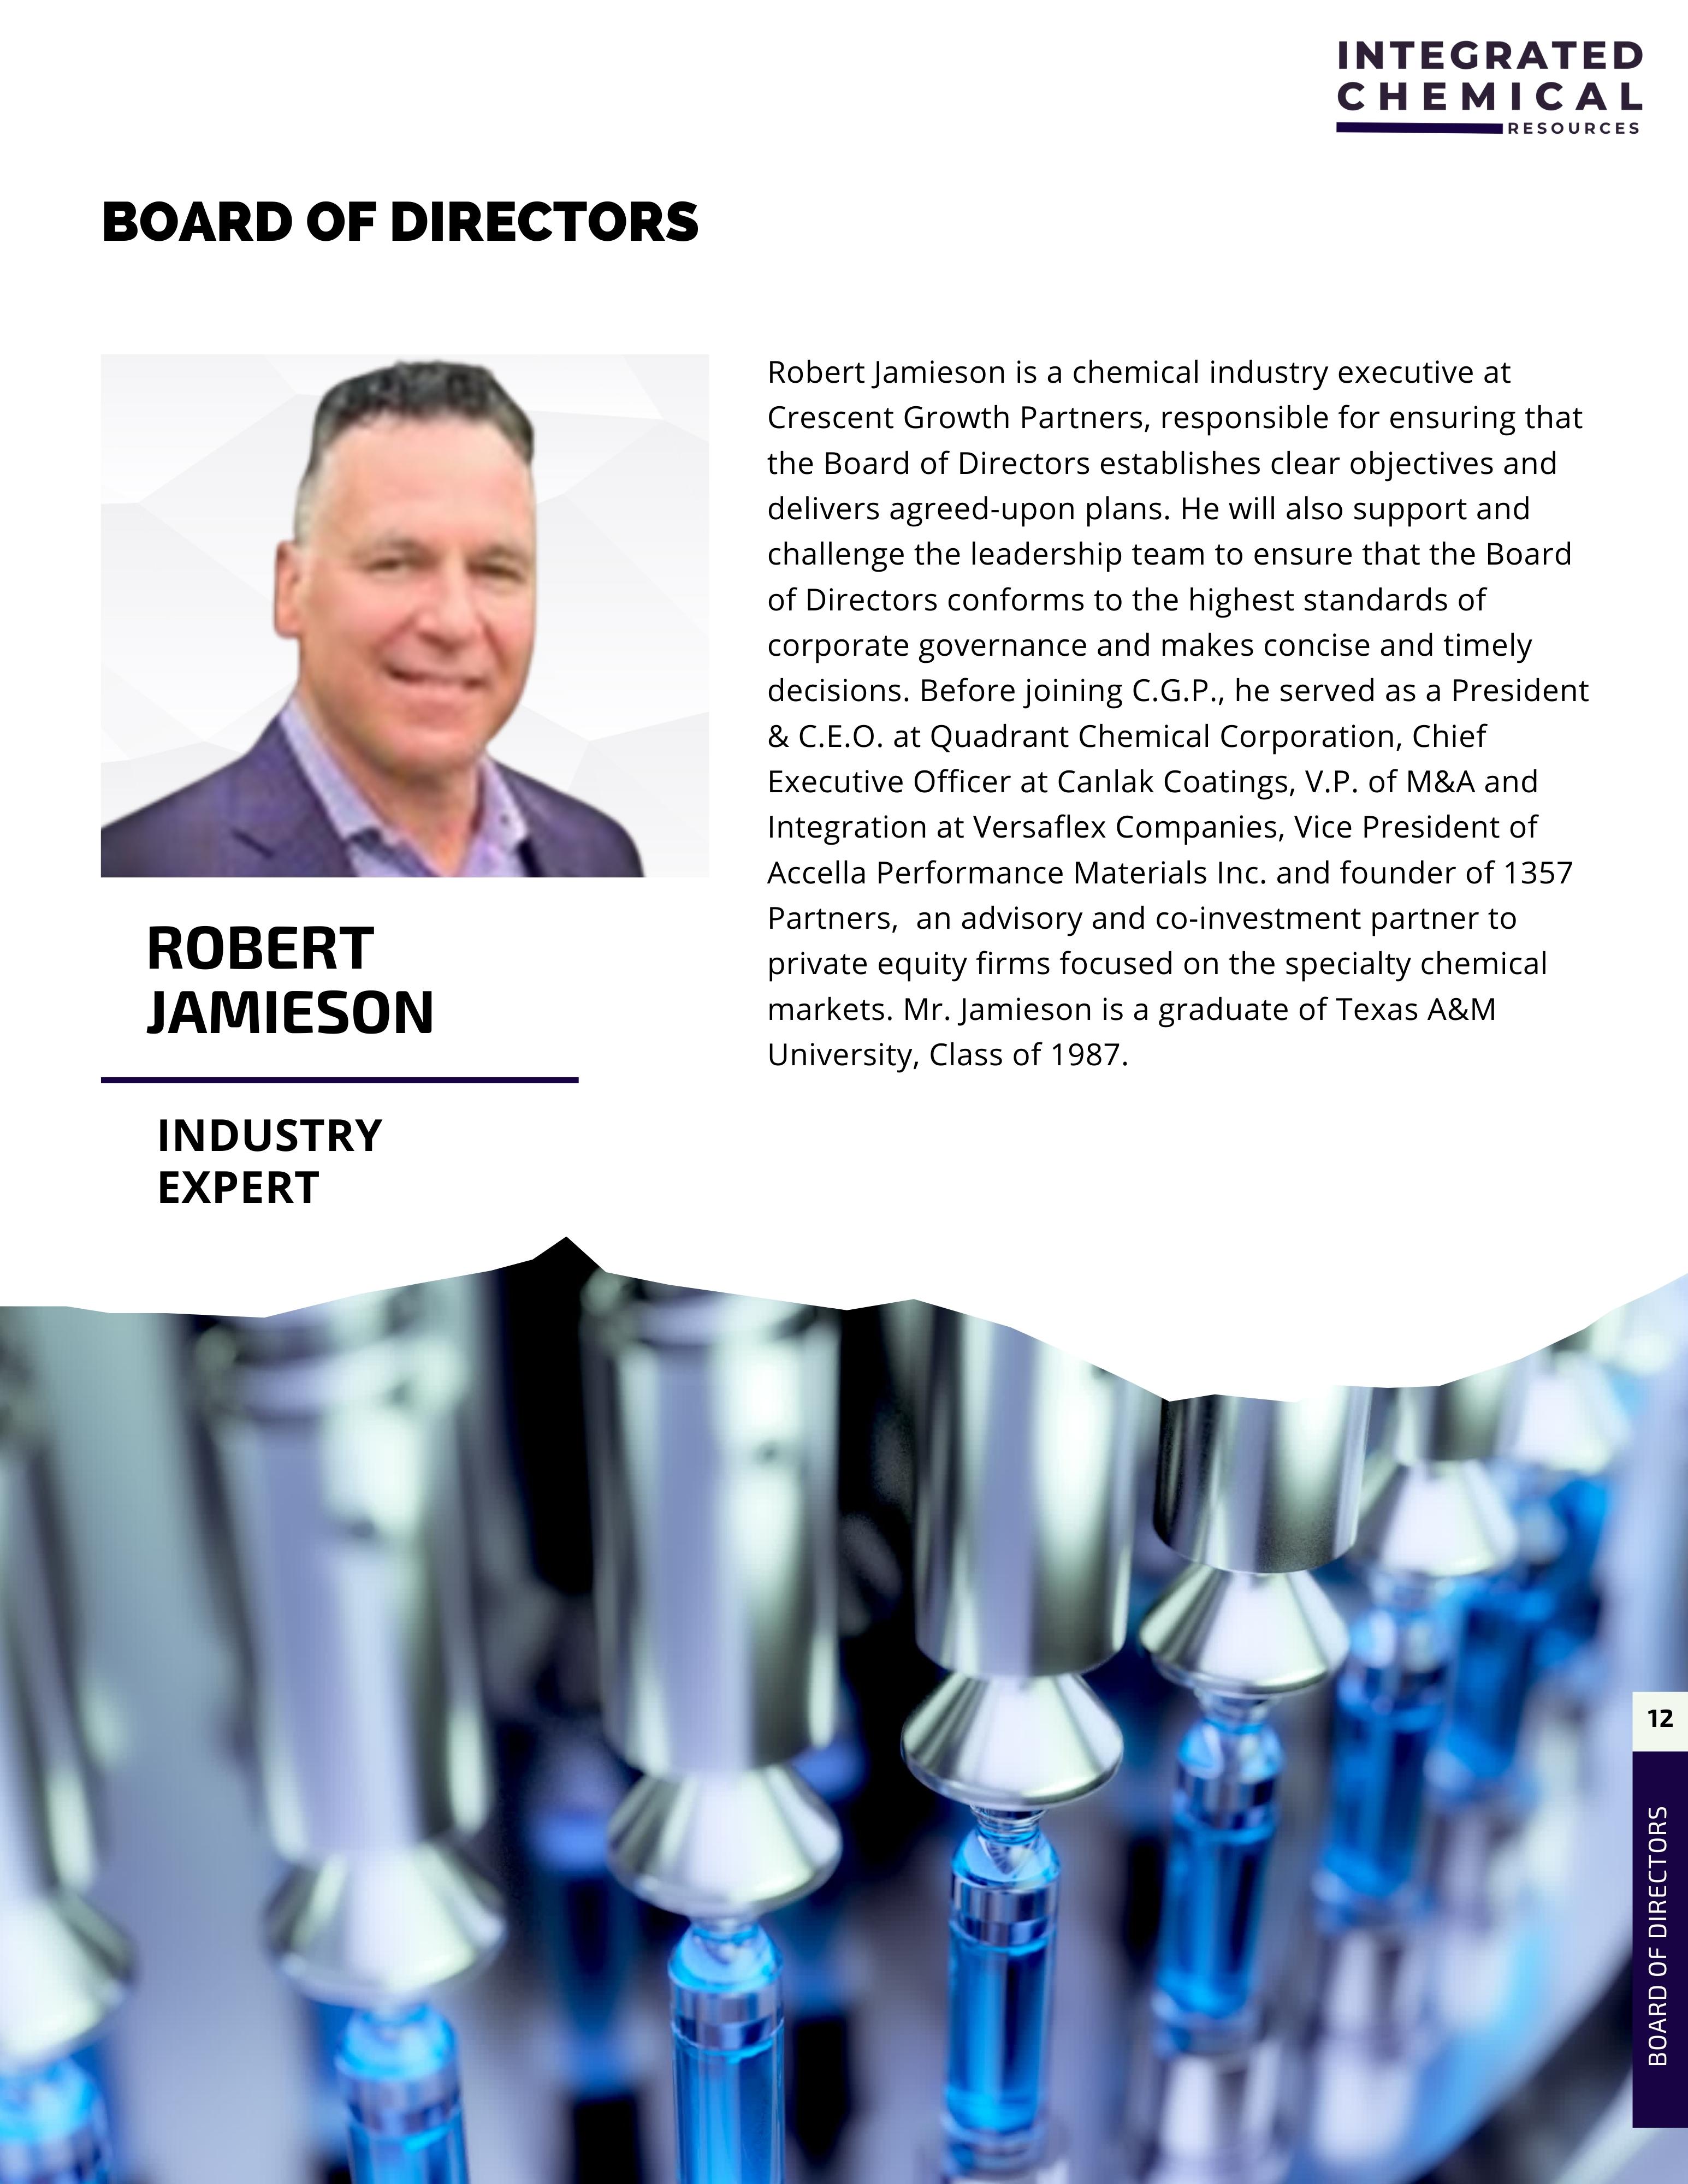 INTEGRATED
CHEMICAL
RESOURCES
BOARD OF DIRECTORS
Robert Jamieson is a chemical industry executive at
Crescent Growth Partners, responsible for ensuring that
the Board of Directors establishes clear objectives and
delivers agreed-upon plans. He will also support and
challenge the leadership team to ensure that the Board
of Directors conforms to the highest standards of
corporate governance and makes concise and timely
decisions. Before joining C.G.P., he served as a President
& C.E.O. at Quadrant Chemical Corporation, Chief
Executive Officer at Canlak Coatings, V.P. of M&A and
Integration at Versaflex Companies, Vice President of
Accella Performance Materials Inc. and founder of 1357
Partners,  an advisory and co-investment partner to
private equity firms focused on the specialty chemical
markets. Mr. Jamieson is a graduate of Texas A&M
University, Class of 1987.
ROBERT
JAMIESON
INDUSTRY
EXPERT
12
BOARD OF DIRECTORS